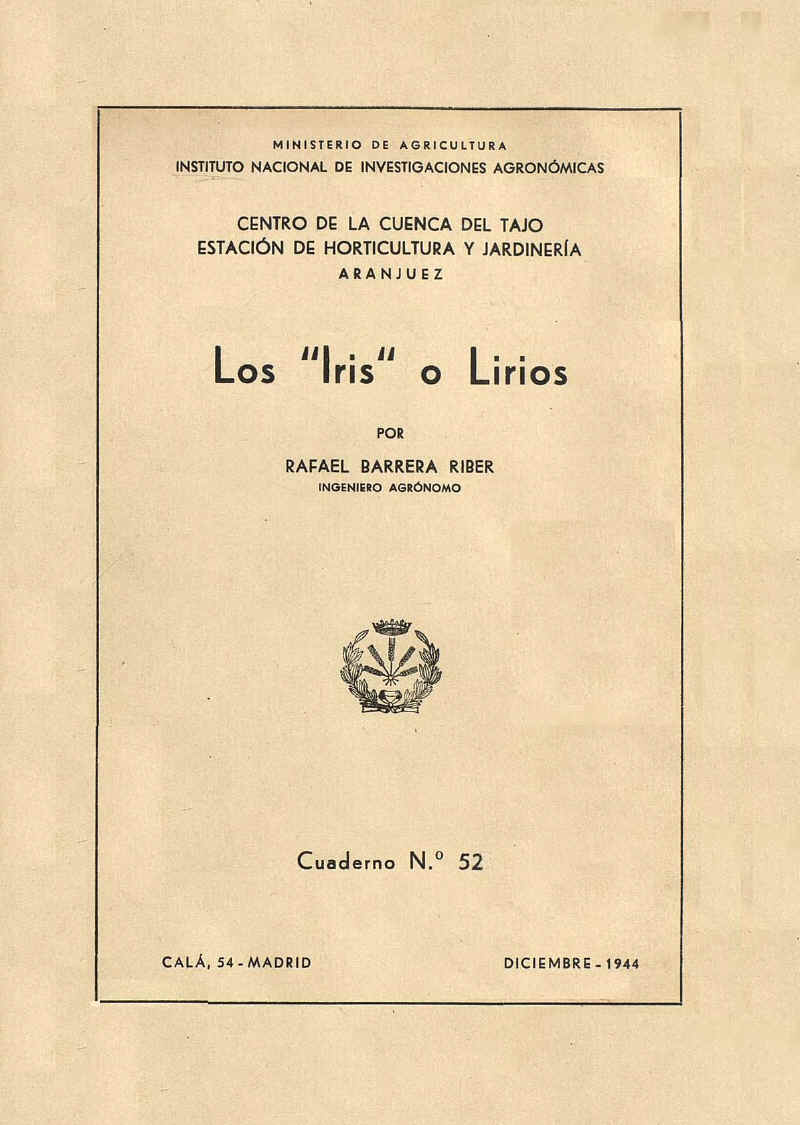 MINISTERIO DE AGRICULTURA
INSTITUTO NACIONAL DE INVESTIGACIONES AGRONÓMICAS
CENTRO DE LA CUENCA DEL TAJO
ESTACIÓN DE HORTICULTURA Y JARDINERÍA
ARANJUEZ
Los "Iris" o Lirios
POR
RAFAEL BARRERA RIBER
INGENIERO AGRÓNOMO
Cuaderno N.º 52
CALÁ, 54 - MADRID
DICIEMBRE - 1944